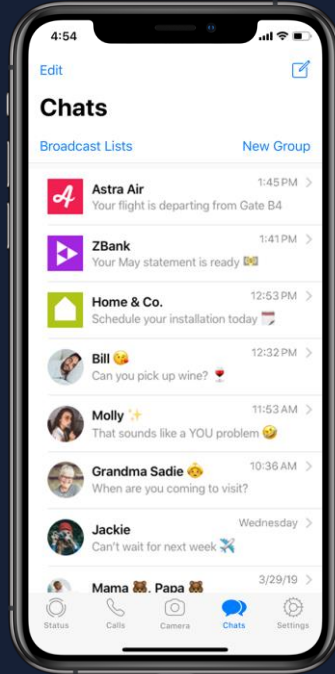 4:54
Edit
Chats
Broadcast Lists New Group
Astra Air 1:45 PM
Your flight is departing from Gate B4
ZBank 1:41 PM
Your May statement is ready 💵
Home & Co. 12:53 PM
Schedule your installation today 🗓️
Bill 😘 12:32 PM
Can you pick up wine? 🍷
Molly ✨ 11:53 AM
That sounds like a YOU problem 🤣
Grandma Sadie 👵 10:36 AM
When are you coming to visit?
Jackie Wednesday
Can't wait for next week ✈️
Mama 🐻, Papa 🐻 3/29/19
Status Calls Camera Chats Settings